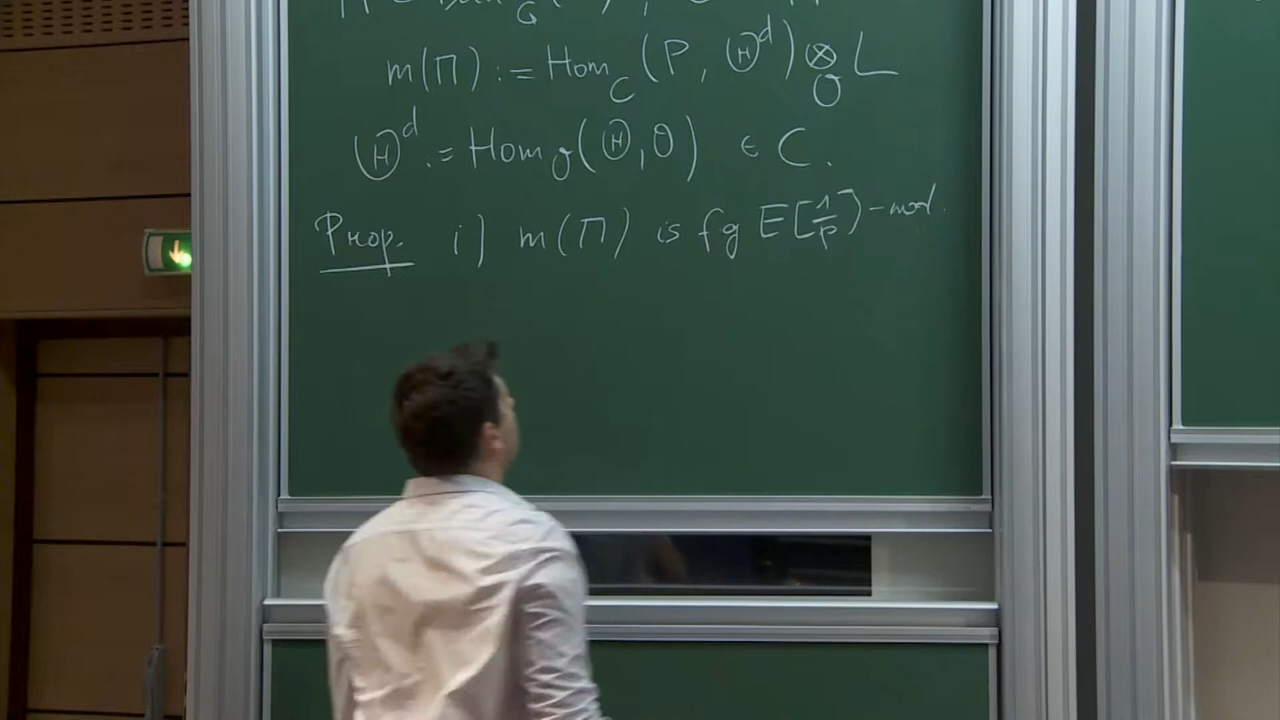 m(Π) := Hom_C (P, Θ^d) ⊗_O L
Θ^d := Hom_O(Θ, O) ∈ C.
Prop. i) m(Π) is fg E[1/p]-mod.